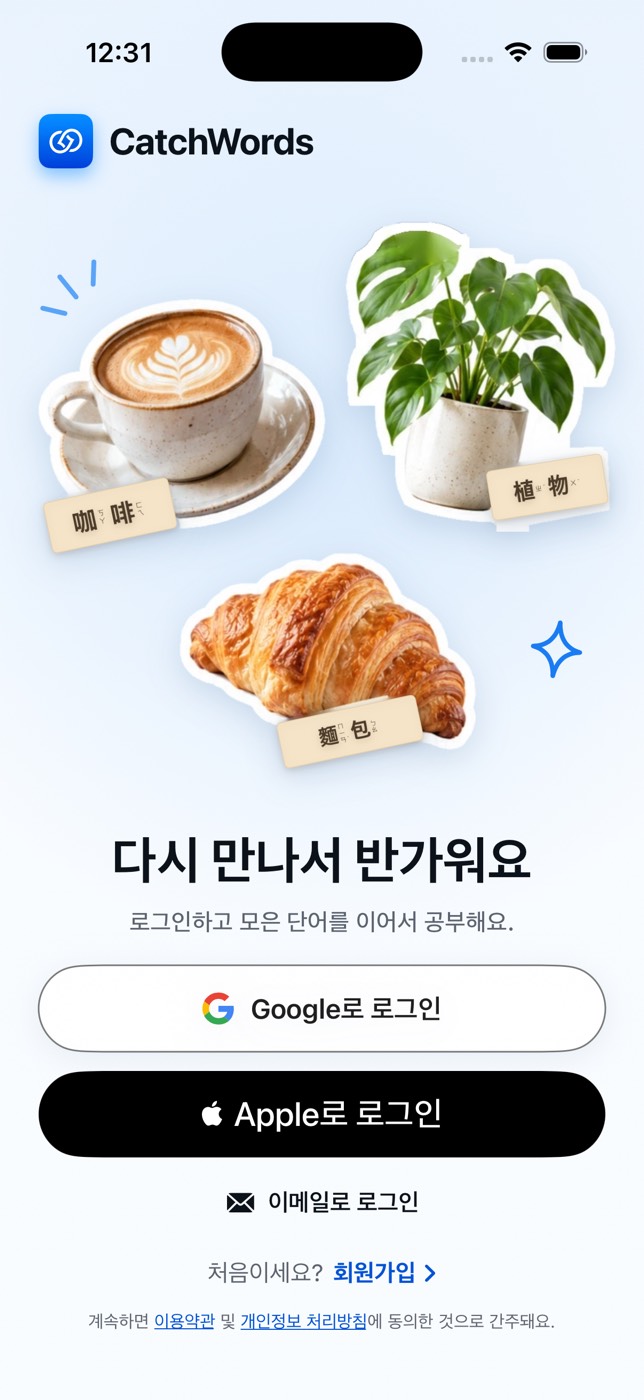 12:31
CatchWords
咖啡
植物
麵包
다시 만나서 반가워요
로그인하고 모은 단어를 이어서 공부해요.
Google로 로그인
Apple로 로그인
이메일로 로그인
처음이세요? 회원가입
계속하면 이용약관 및 개인정보 처리방침에 동의한 것으로 간주돼요.